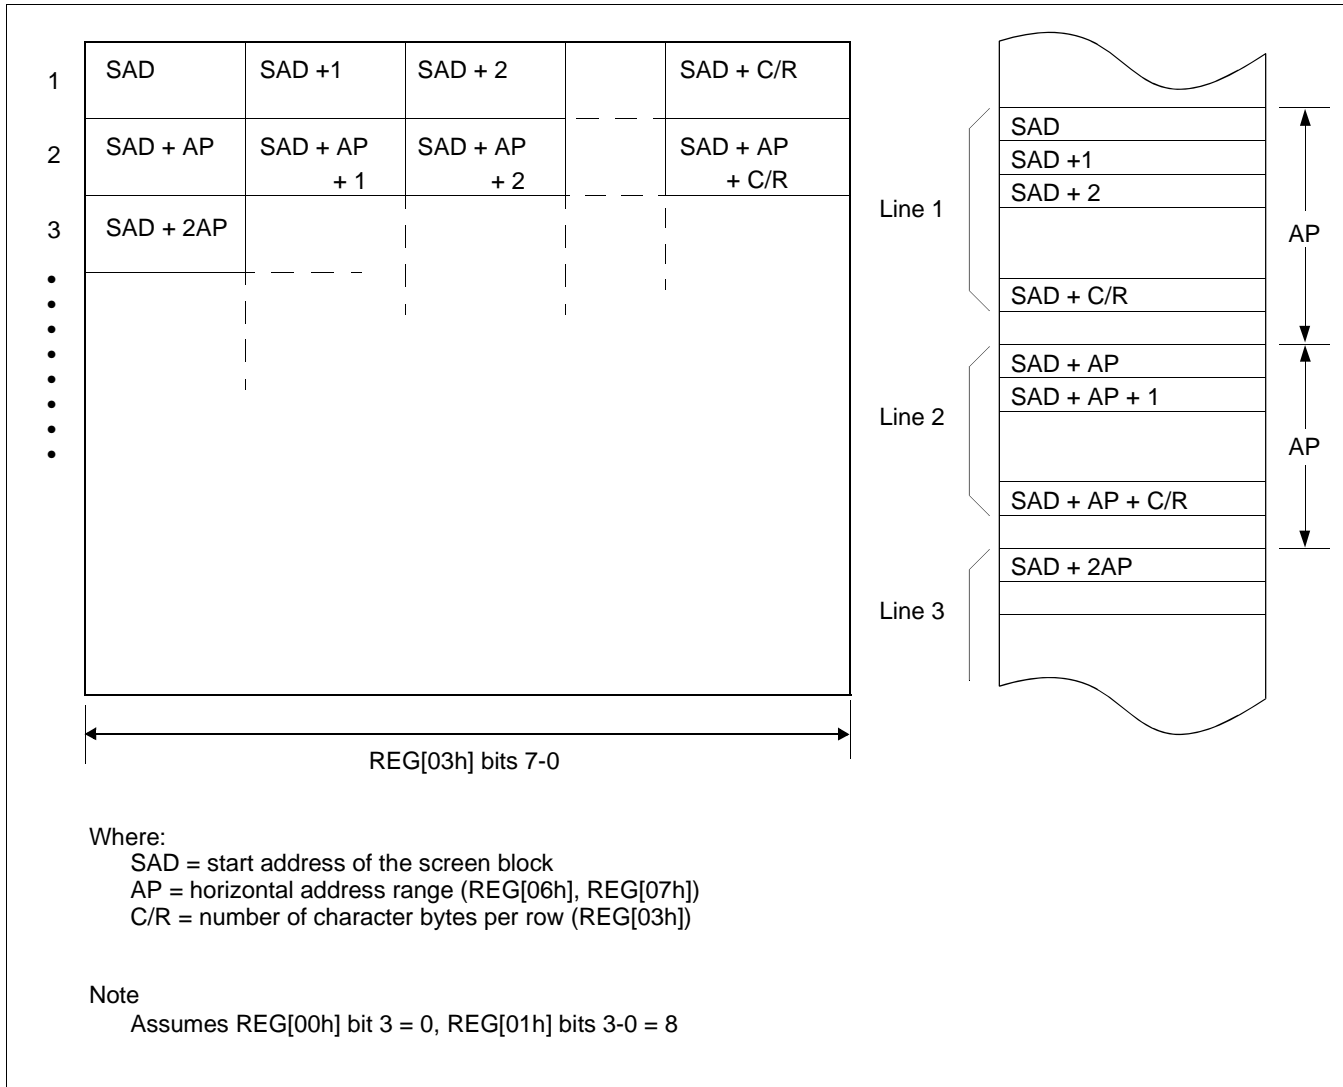 1 SAD SAD +1 SAD + 2 SAD + C/R
2 SAD + AP SAD + AP + 1 SAD + AP + 2 SAD + AP + C/R
3 SAD + 2AP
REG[03h] bits 7-0
Line 1
SAD
SAD +1
SAD + 2
SAD + C/R
AP
Line 2
SAD + AP
SAD + AP + 1
SAD + AP + C/R
AP
Line 3
SAD + 2AP
Where:
SAD = start address of the screen block
AP = horizontal address range (REG[06h], REG[07h])
C/R = number of character bytes per row (REG[03h])
Note
Assumes REG[00h] bit 3 = 0, REG[01h] bits 3-0 = 8